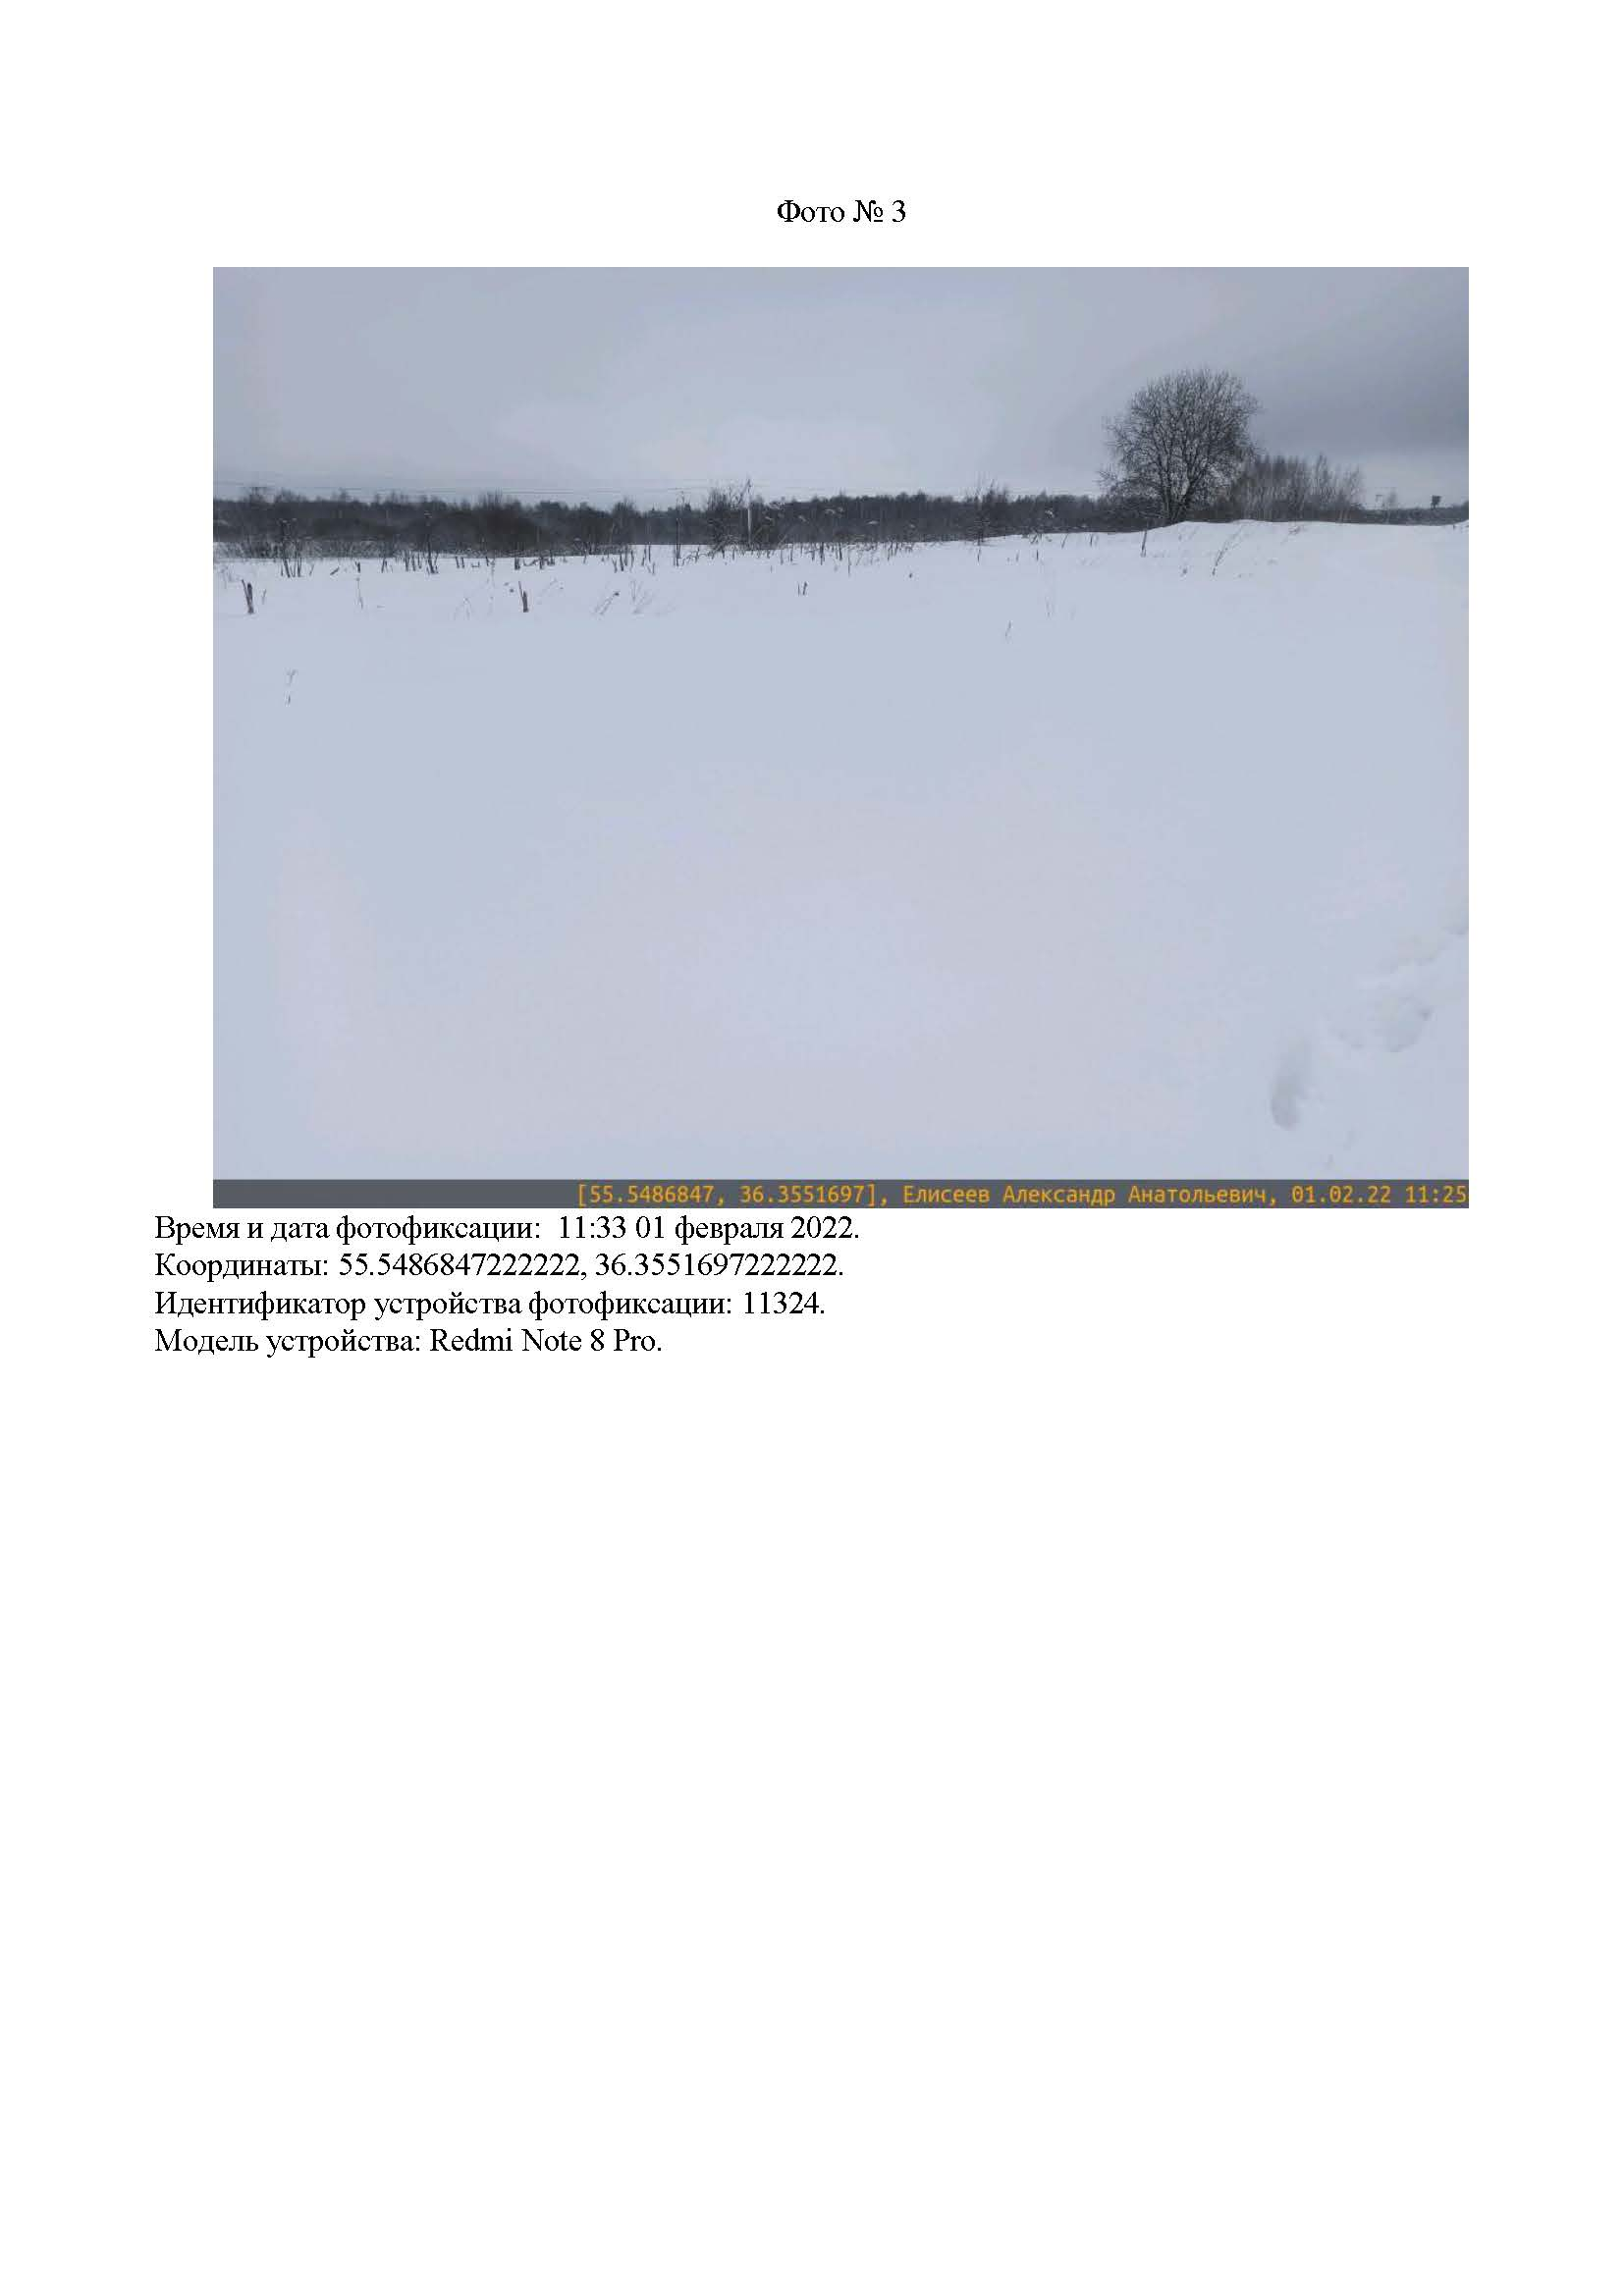 Фото № 3
[55.5486847, 36.3551697], Елисеев Александр Анатольевич, 01.02.22 11:25
Время и дата фотофиксации:  11:33 01 февраля 2022.
Координаты: 55.5486847222222, 36.3551697222222.
Идентификатор устройства фотофиксации: 11324.
Модель устройства: Redmi Note 8 Pro.